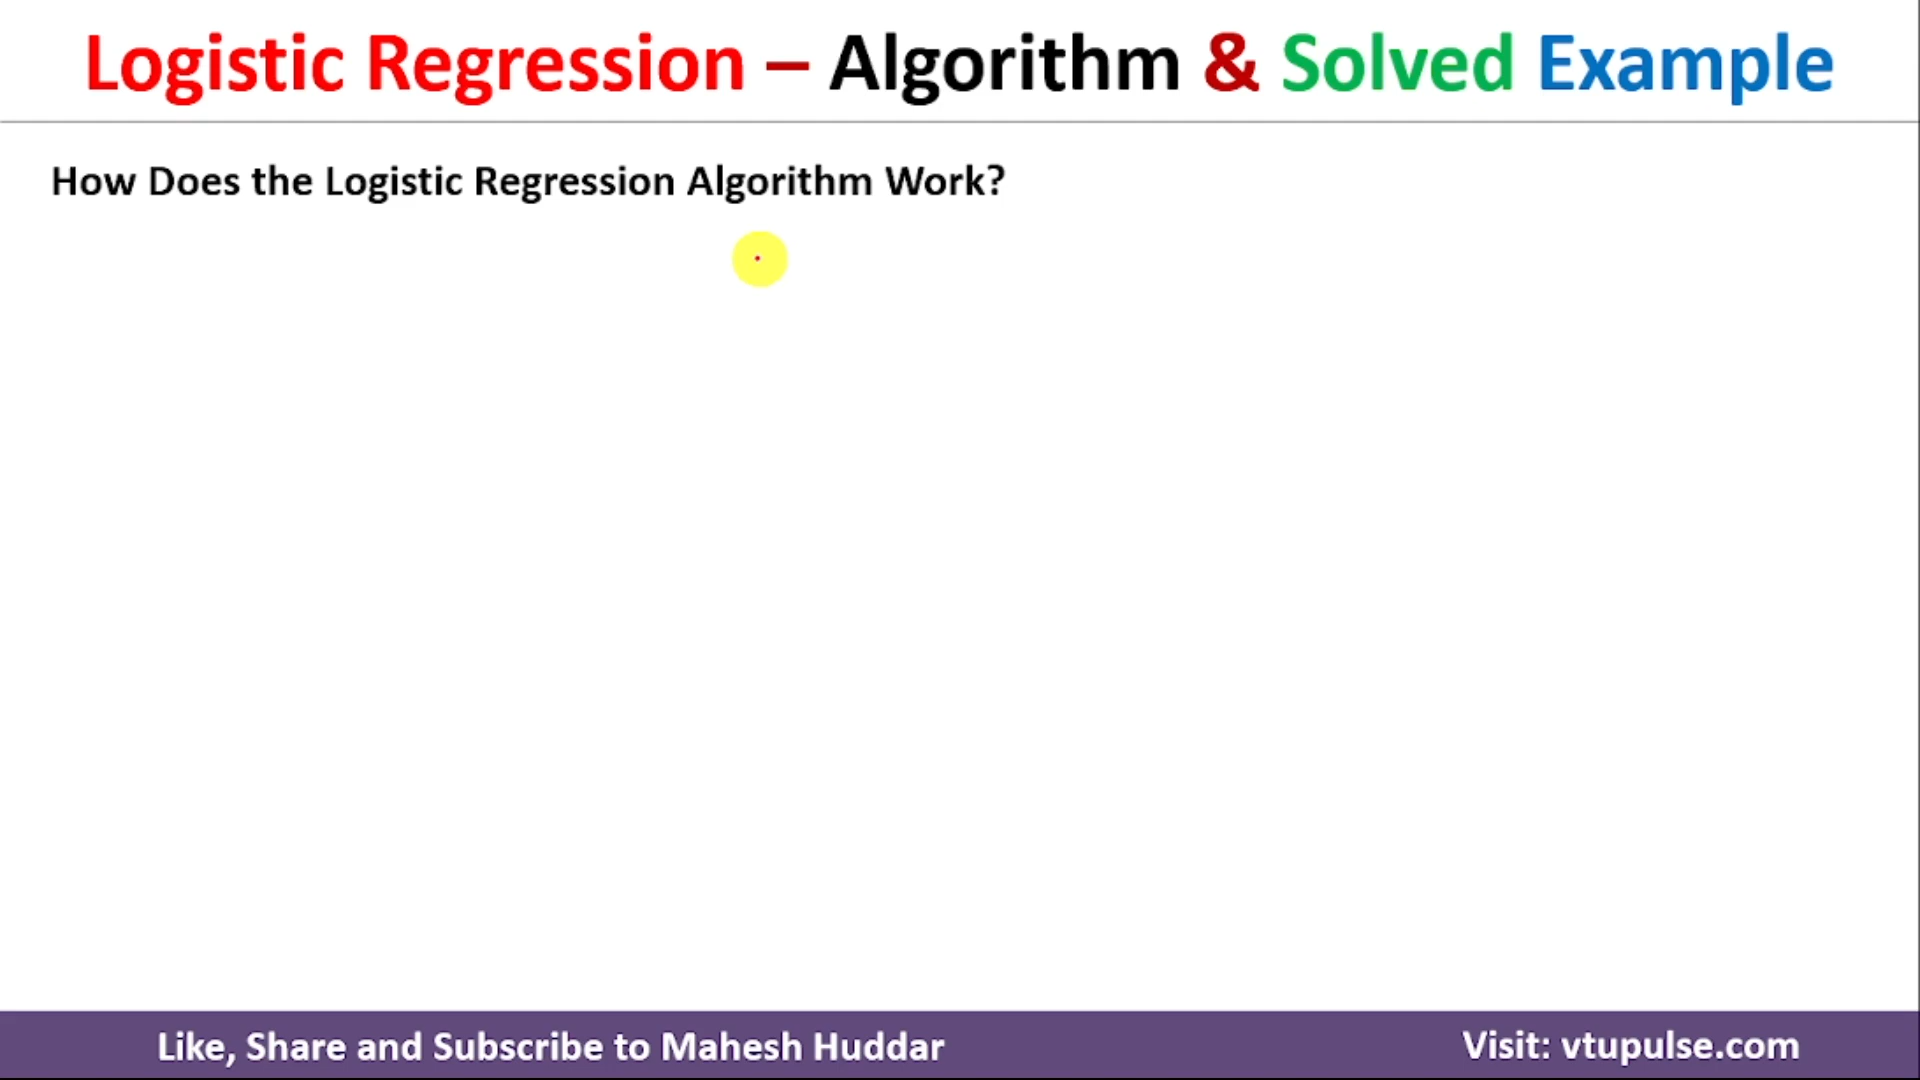 Logistic Regression – Algorithm & Solved Example
How Does the Logistic Regression Algorithm Work?
Like, Share and Subscribe to Mahesh Huddar
Visit: vtupulse.com